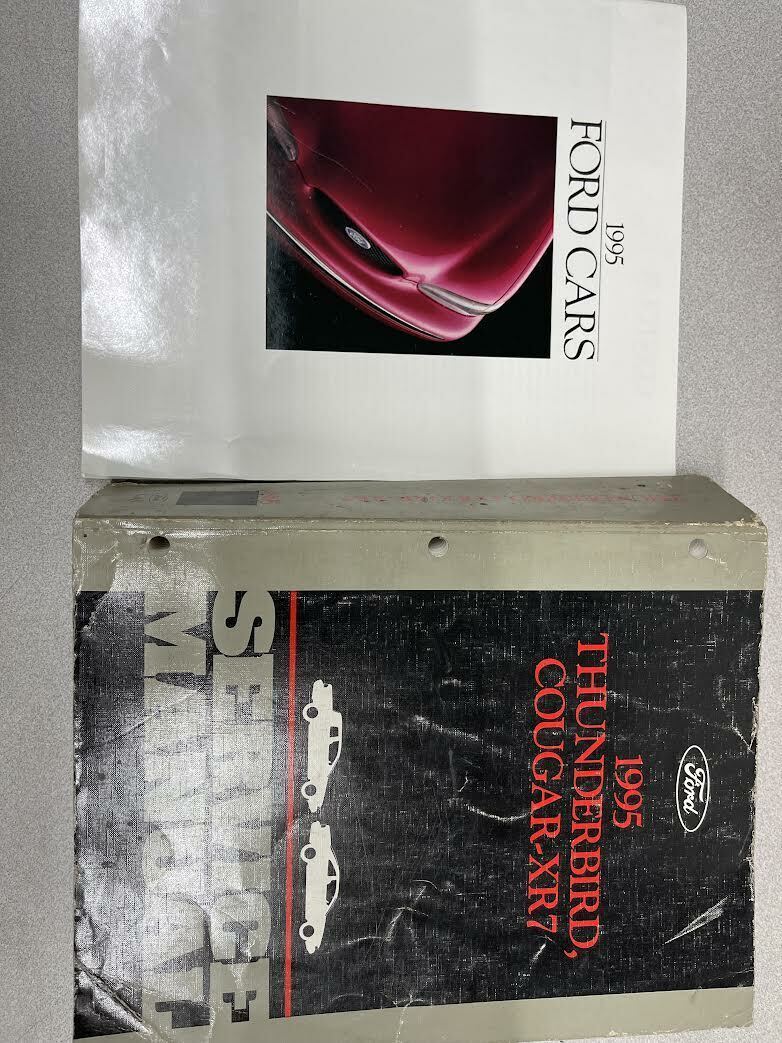 1995
FORD CARS
Ford
1995
THUNDERBIRD,
COUGAR-XR7
SERVICE
MANUAL